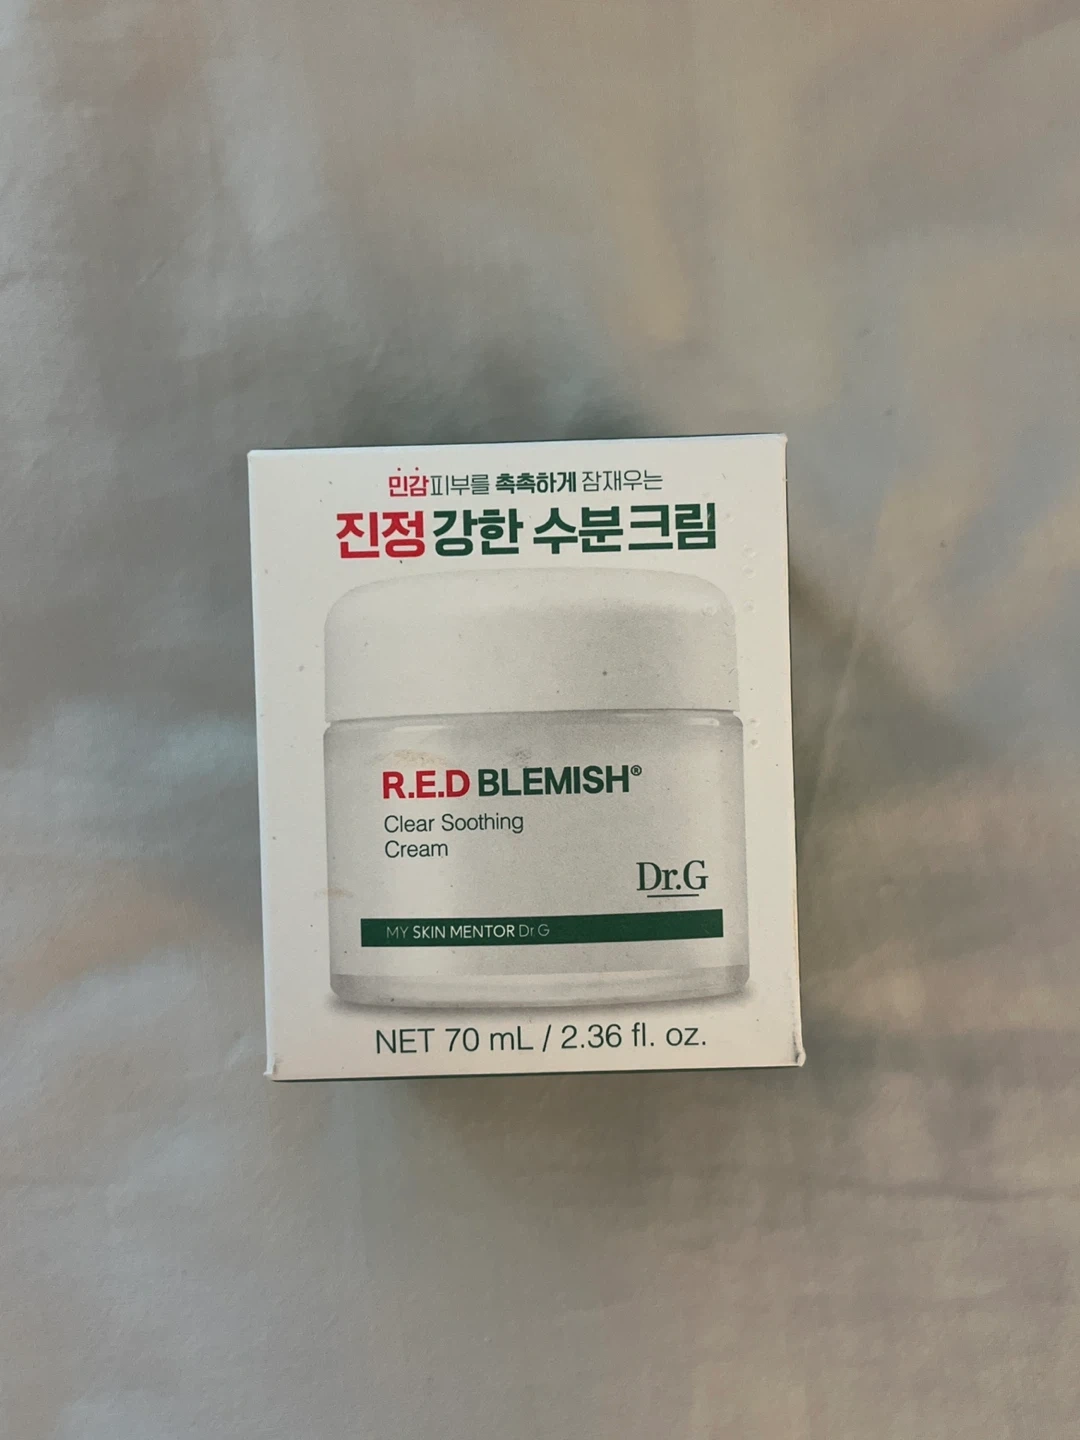 민감피부를 촉촉하게 잠재우는
진정 강한 수분크림
R.E.D BLEMISH®
Clear Soothing
Cream
Dr.G
MY SKIN MENTOR Dr G
NET 70 mL / 2.36 fl. oz.